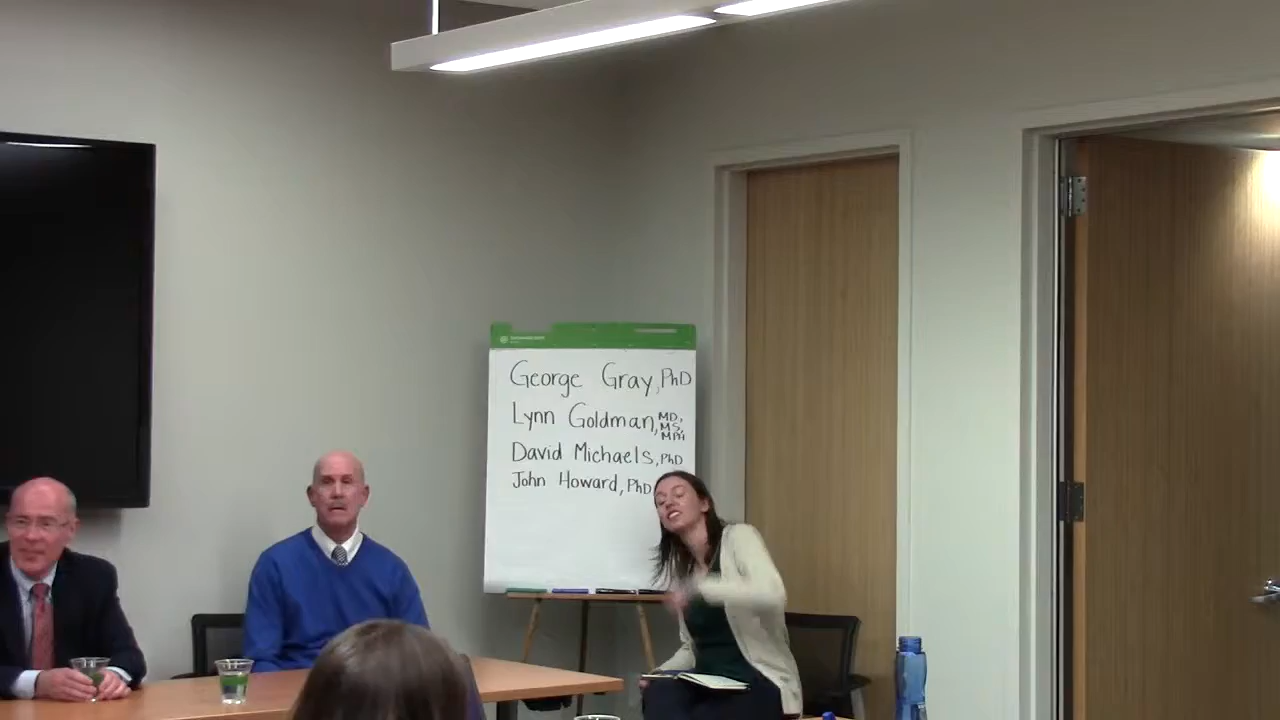 George Gray, PhD
Lynn Goldman, MD, MS, MPH
David Michaels, PhD
John Howard, PhD